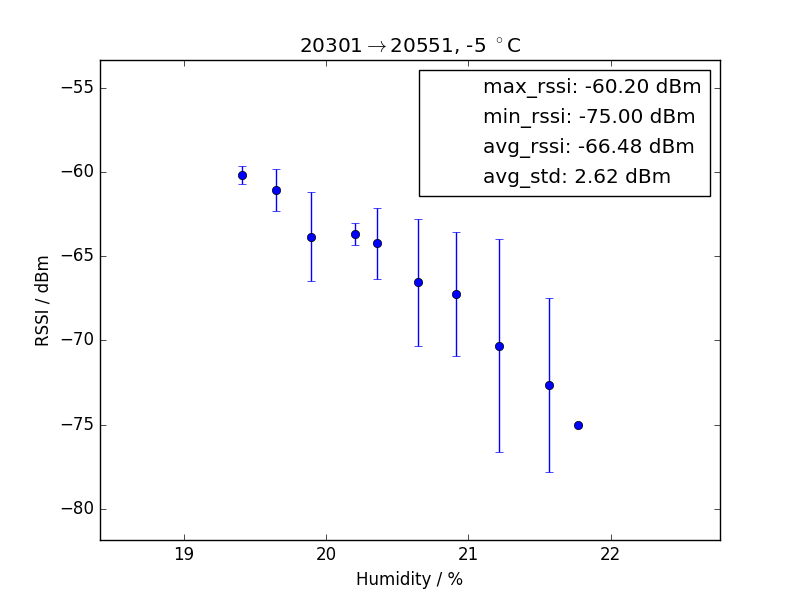 20301→20551, -5 °C
max_rssi: -60.20 dBm
min_rssi: -75.00 dBm
avg_rssi: -66.48 dBm
avg_std: 2.62 dBm
RSSI / dBm
−55
−60
−65
−70
−75
−80
19 20 21 22
Humidity / %